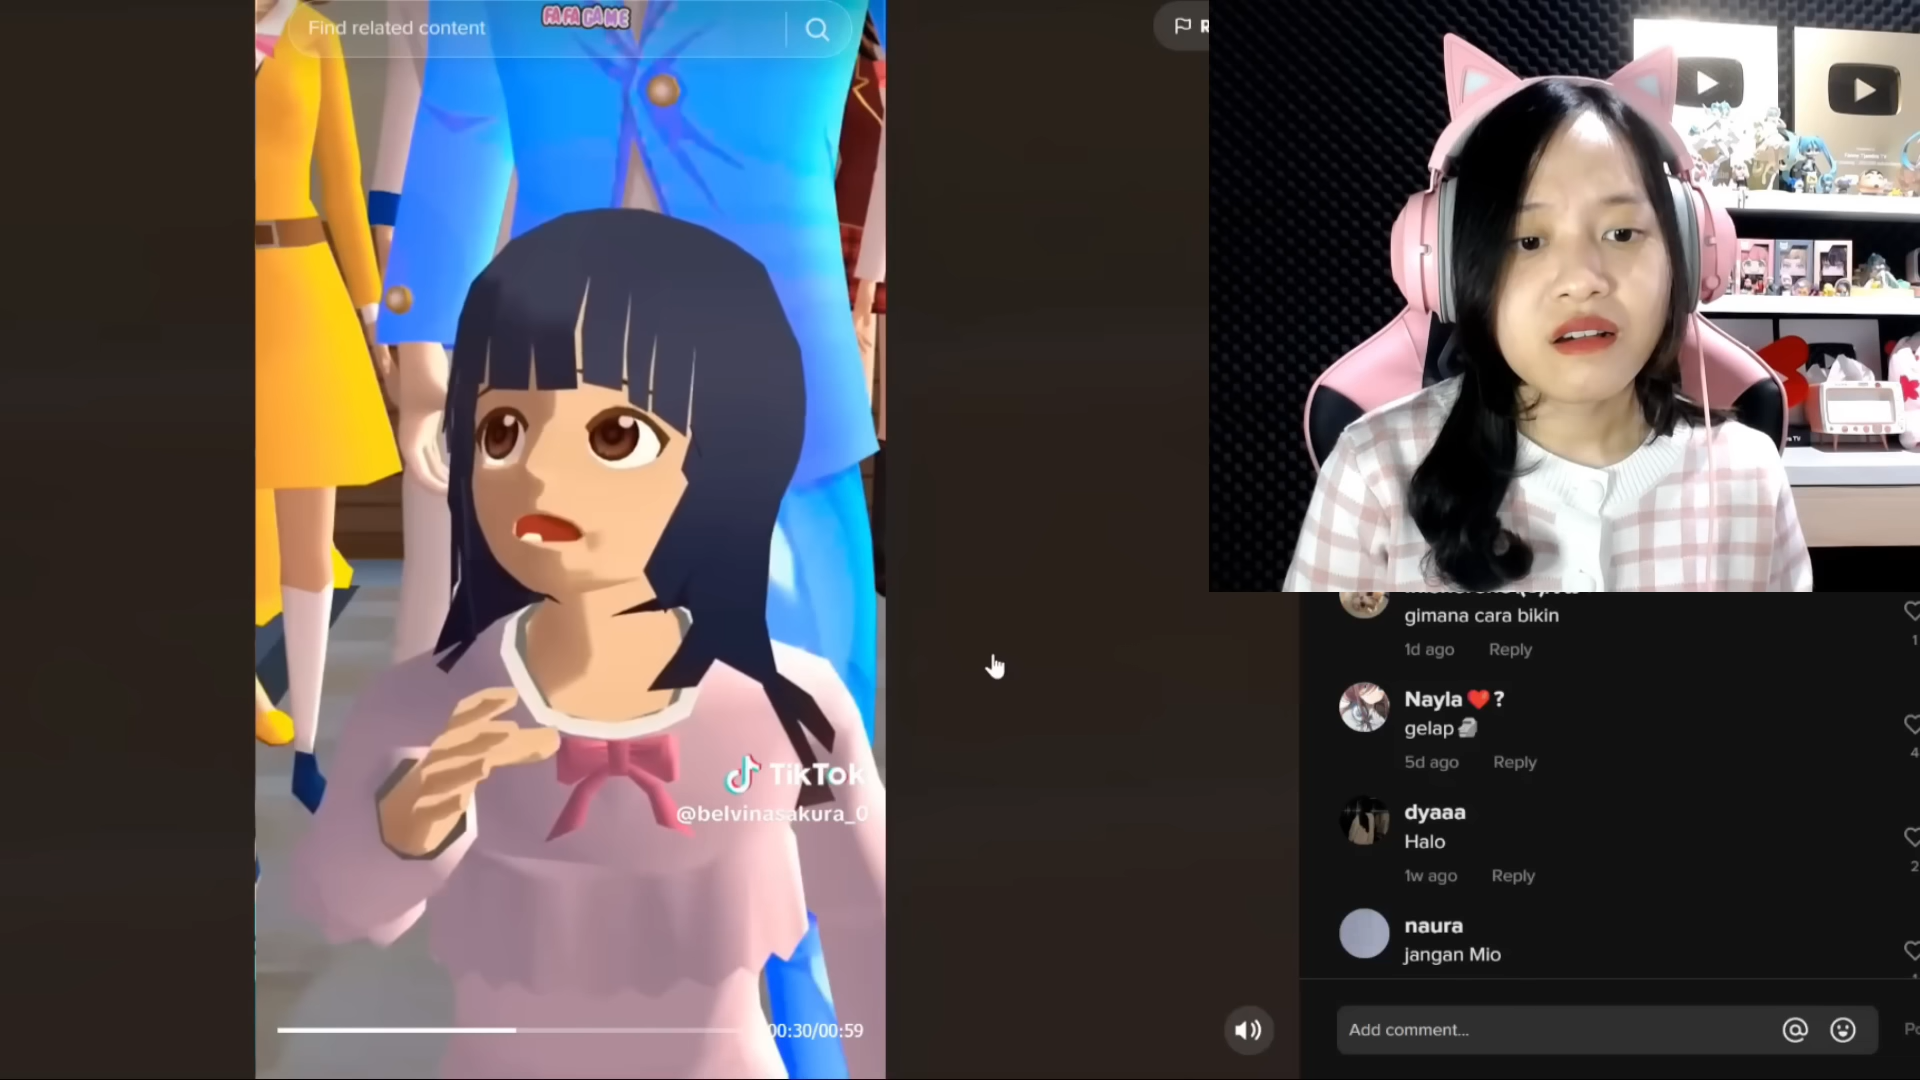 Find related content
FA FA GAME
TikTok
@belvinasakura_0
00:30/00:59
gimana cara bikin
1d ago Reply
Nayla ❤️ ?
gelap🗿
5d ago Reply
dyaaa
Halo
1w ago Reply
naura
jangan Mio
Add comment...